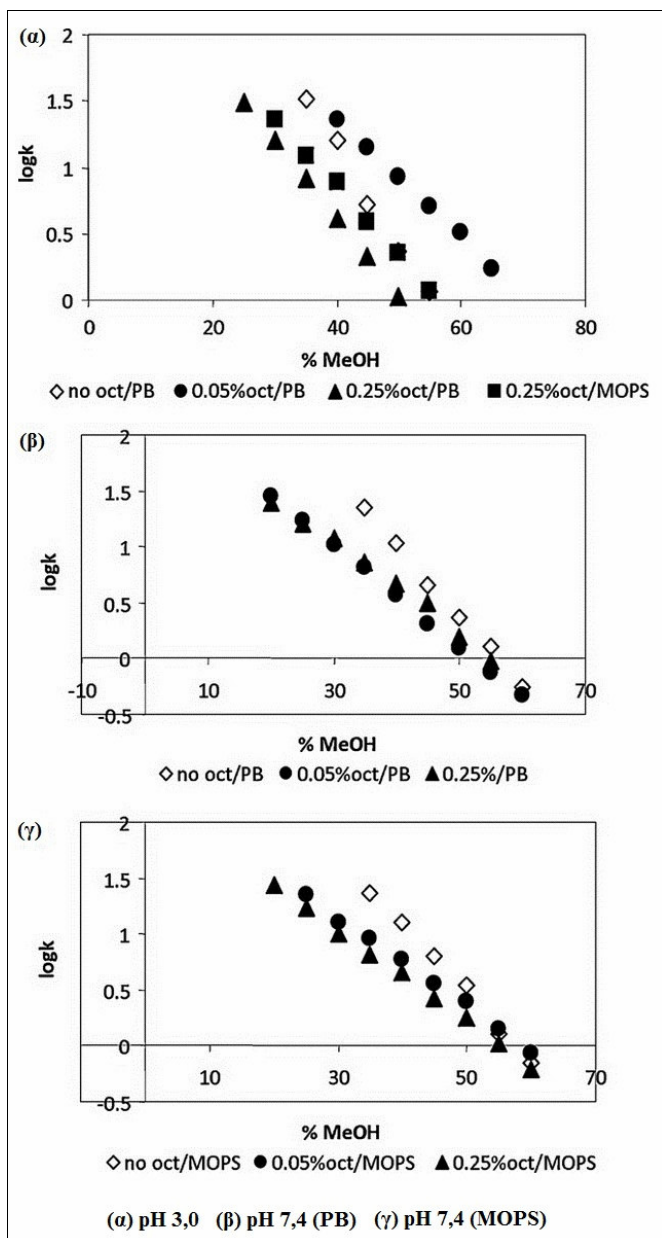 (α)
2
1.5
1
0.5
0
logk
0 20 40 60 80
% MeOH
◇ no oct/PB ● 0.05%oct/PB ▲ 0.25%oct/PB ■ 0.25%oct/MOPS
(β)
2
1.5
1
0.5
0
-0.5
logk
-10 10 30 50 70
% MeOH
◇ no oct/PB ● 0.05%oct/PB ▲ 0.25%/PB
(γ)
2
1.5
1
0.5
0
-0.5
logk
10 30 50 70
% MeOH
◇ no oct/MOPS ● 0.05%oct/MOPS ▲ 0.25%oct/MOPS
(α) pH 3,0 (β) pH 7,4 (PB) (γ) pH 7,4 (MOPS)